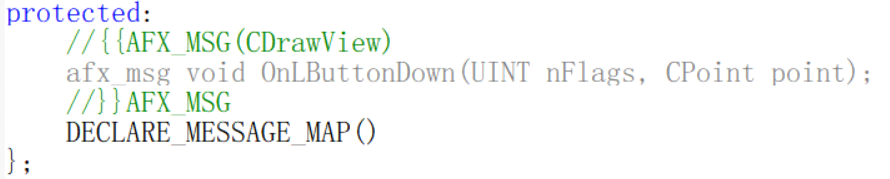 protected:
//{{AFX_MSG(CDrawView)
afx_msg void OnLButtonDown(UINT nFlags, CPoint point);
//}}AFX_MSG
DECLARE_MESSAGE_MAP()
};